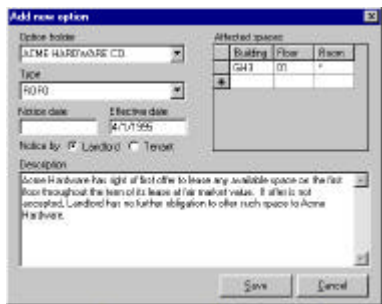 Add new option
Option holder
ACME HARDWARE CO.
Type
ROFO
Notice date
Effective date
4/1/1996
Notice by
Landlord
Tenant
Affected spaces
Building Floor Room
GH3 01 *
Description
Acme Hardware has right of first offer to lease any available space on the first
floor throughout the term of its lease at fair market value. If offer is not
accepted, Landlord has no further obligation to offer such space to Acme
Hardware.
Save
Cancel